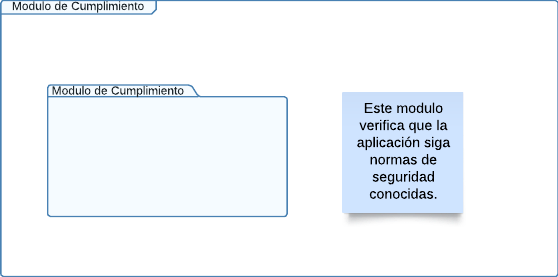 Modulo de Cumplimiento
Modulo de Cumplimiento
Este modulo
verifica que la
aplicación siga
normas de
seguridad
conocidas.